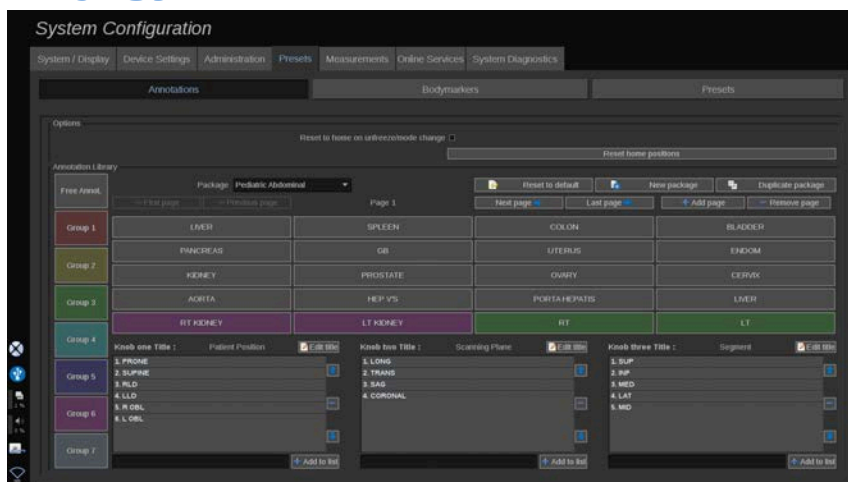 System Configuration
System / Display Device Settings Administration Presets Measurements Online Services System Diagnostics
Annotations Bodymarkers Presets
Options
Reset to home on unfreeze/mode change
Reset home positions
Annotation Library
Free Annot. Package Pediatric Abdominal Reset to default New package Duplicate package
First page Previous page Page 1 Next page Last page Add page Remove page
Group 1 LIVER SPLEEN COLON BLADDER
PANCREAS GB UTERUS ENDOM
Group 2
KIDNEY PROSTATE OVARY CERVIX
Group 3 AORTA HEP V'S PORTA HEPATIS LIVER
RT KIDNEY LT KIDNEY RT LT
Group 4
Knob one Title : Patient Position Edit title Knob two Title : Scanning Plane Edit title Knob three Title : Segment Edit title
1. PRONE 1. LONG 1. SUP
2. SUPINE 2. TRANS 2. INF
3. RLD 3. SAG 3. MED
4. LLD 4. CORONAL 4. LAT
5. R OBL 5. MID
6. L OBL
Group 5
Group 6
Group 7
Add to list Add to list Add to list